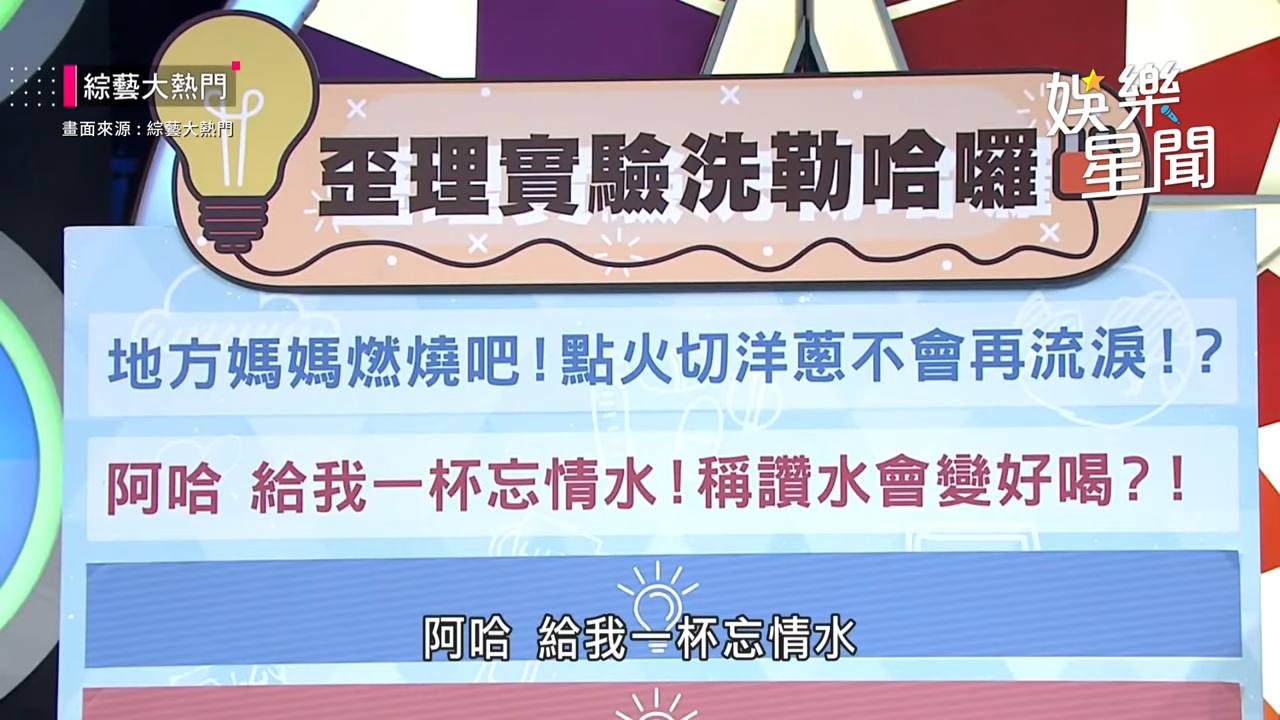 綜藝大熱門
畫面來源：綜藝大熱門
娛樂星聞
歪理實驗洗勒哈囉
地方媽媽燃燒吧！點火切洋蔥不會再流淚！？
阿哈 給我一杯忘情水！稱讚水會變好喝？！
阿哈 給我一杯忘情水